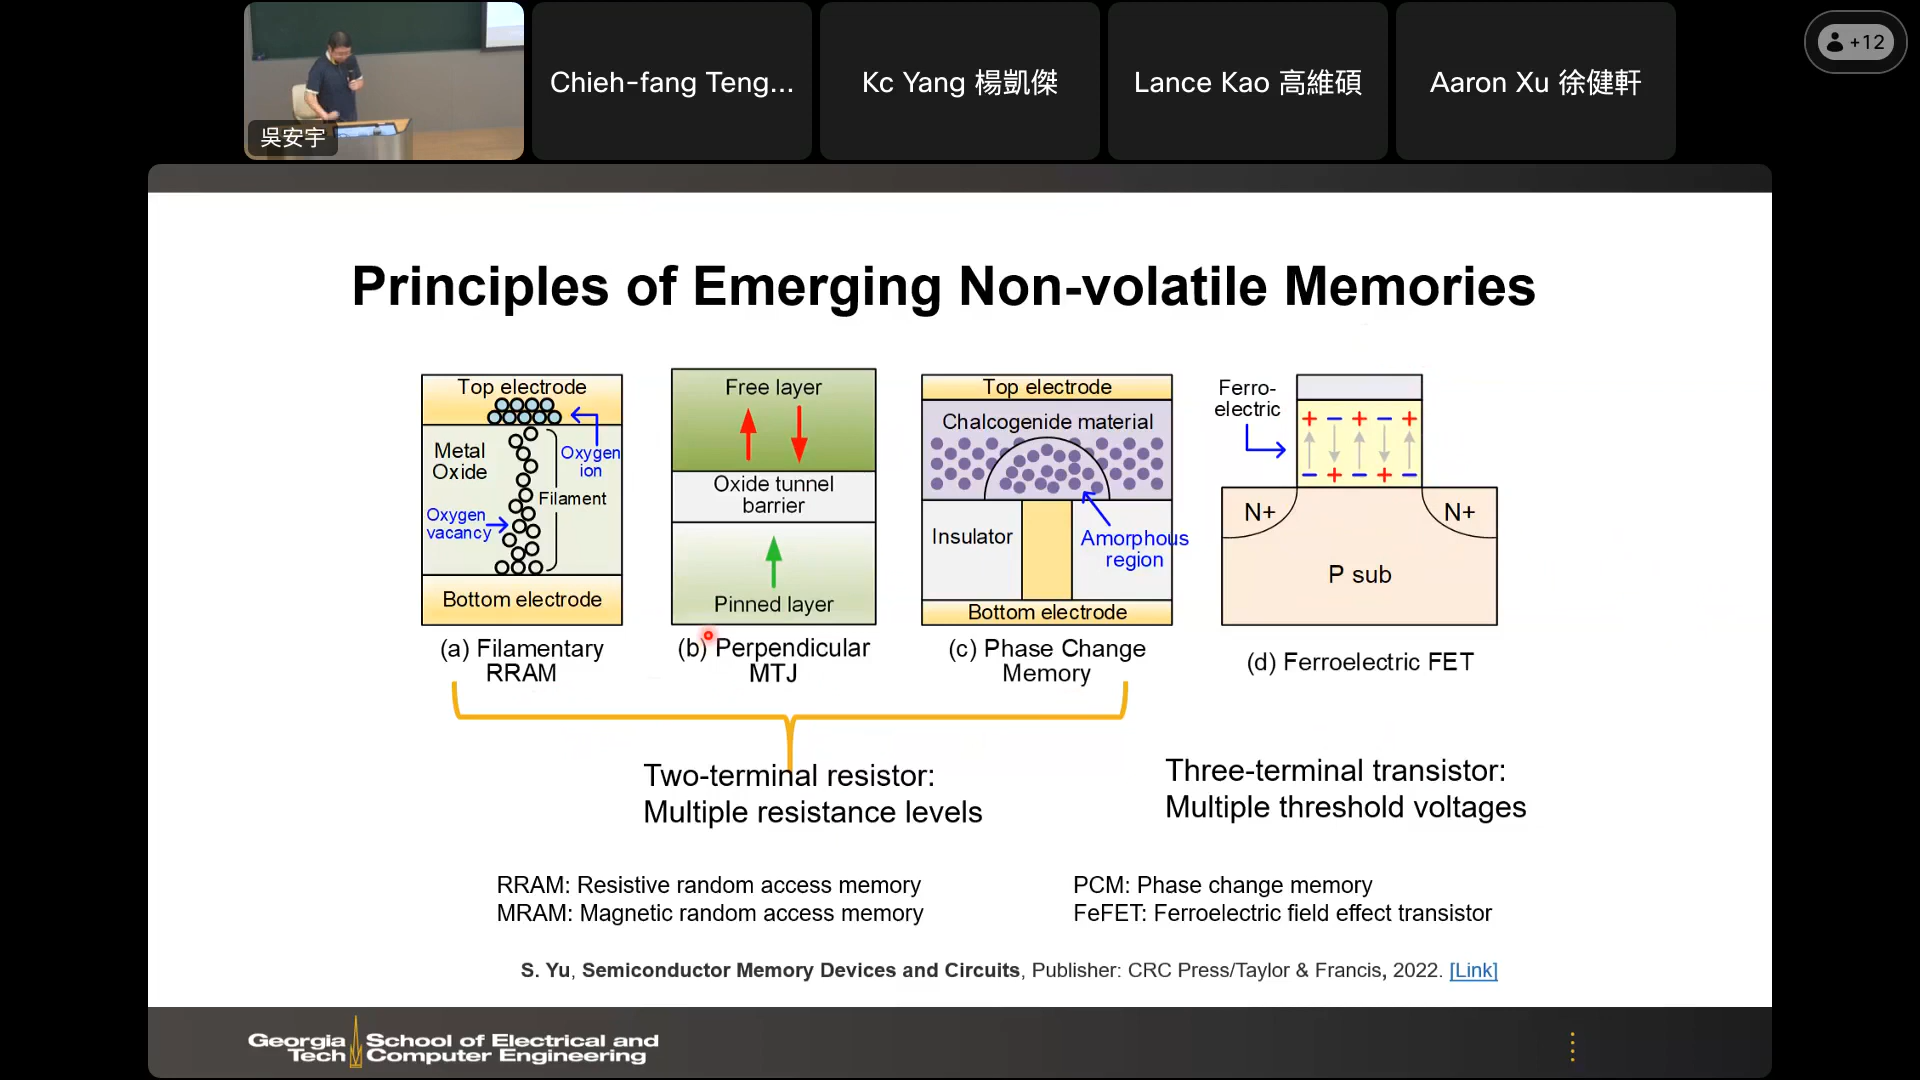 吳安宇
Chieh-fang Teng...
Kc Yang 楊凱傑
Lance Kao 高維碩
Aaron Xu 徐健軒
+12
Principles of Emerging Non-volatile Memories
Top electrode
Metal
Oxide
Oxygen
ion
Filament
Oxygen
vacancy
Bottom electrode
(a) Filamentary
RRAM
Free layer
Oxide tunnel
barrier
Pinned layer
(b) Perpendicular
MTJ
Top electrode
Chalcogenide material
Insulator
Amorphous
region
Bottom electrode
(c) Phase Change
Memory
Ferro-
electric
+ − + − +
− + − + −
N+
N+
P sub
(d) Ferroelectric FET
Two-terminal resistor:
Multiple resistance levels
Three-terminal transistor:
Multiple threshold voltages
RRAM: Resistive random access memory
MRAM: Magnetic random access memory
PCM: Phase change memory
FeFET: Ferroelectric field effect transistor
S. Yu, Semiconductor Memory Devices and Circuits, Publisher: CRC Press/Taylor & Francis, 2022. [Link]
Georgia
Tech
School of Electrical and
Computer Engineering